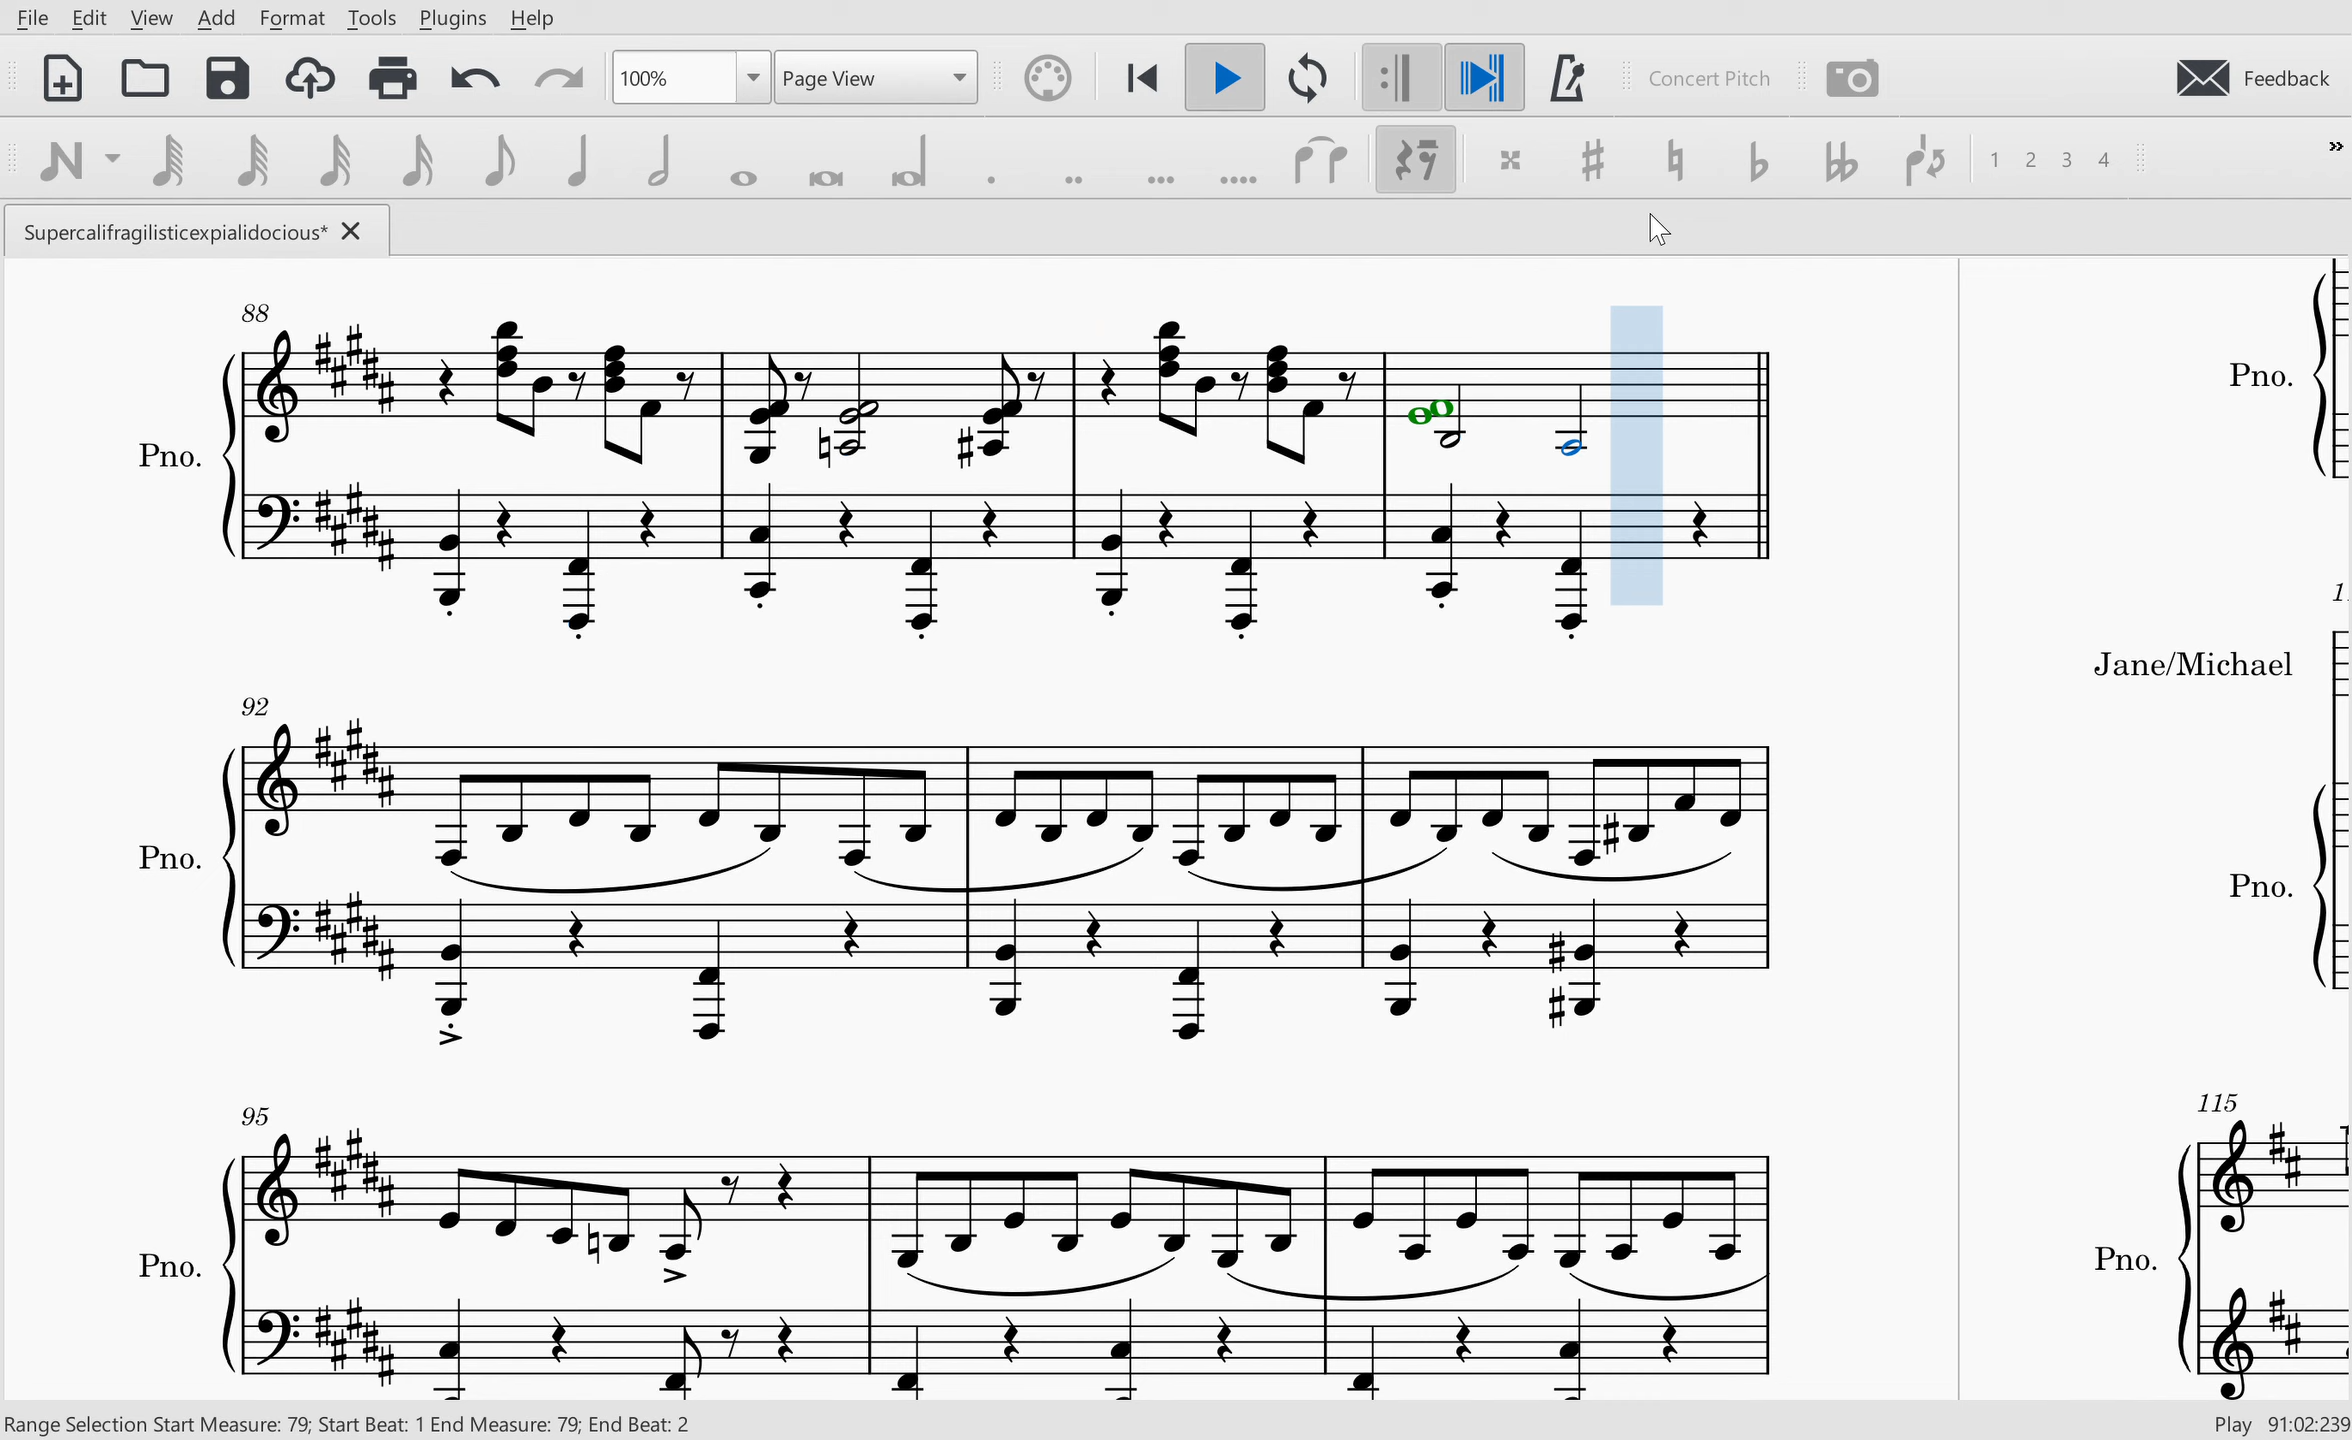 File Edit View Add Format Tools Plugins Help
100% Page View Concert Pitch Feedback
1 2 3 4 »
Supercalifragilisticexpialidocious*
88
Pno.
Pno.
Jane/Michael
92
Pno.
Pno.
95
115
Pno.
Pno.
Range Selection Start Measure: 79; Start Beat: 1 End Measure: 79; End Beat: 2
Play 91:02:239